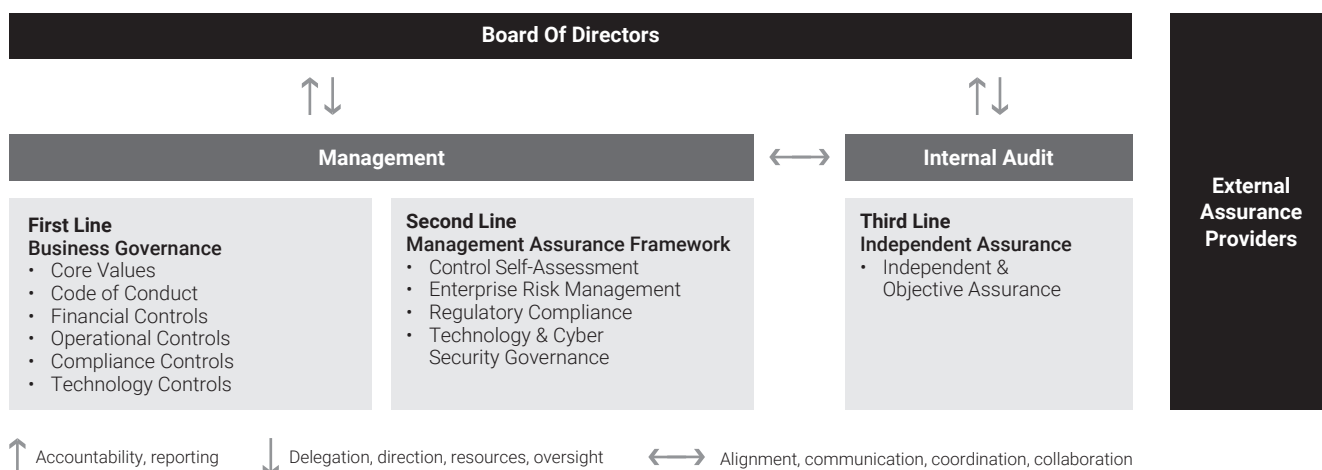 Board Of Directors
Management
Internal Audit
First Line
Business Governance
• Core Values
• Code of Conduct
• Financial Controls
• Operational Controls
• Compliance Controls
• Technology Controls
Second Line
Management Assurance Framework
• Control Self-Assessment
• Enterprise Risk Management
• Regulatory Compliance
• Technology & Cyber
Security Governance
Third Line
Independent Assurance
• Independent &
Objective Assurance
External
Assurance
Providers
Accountability, reporting
Delegation, direction, resources, oversight
Alignment, communication, coordination, collaboration